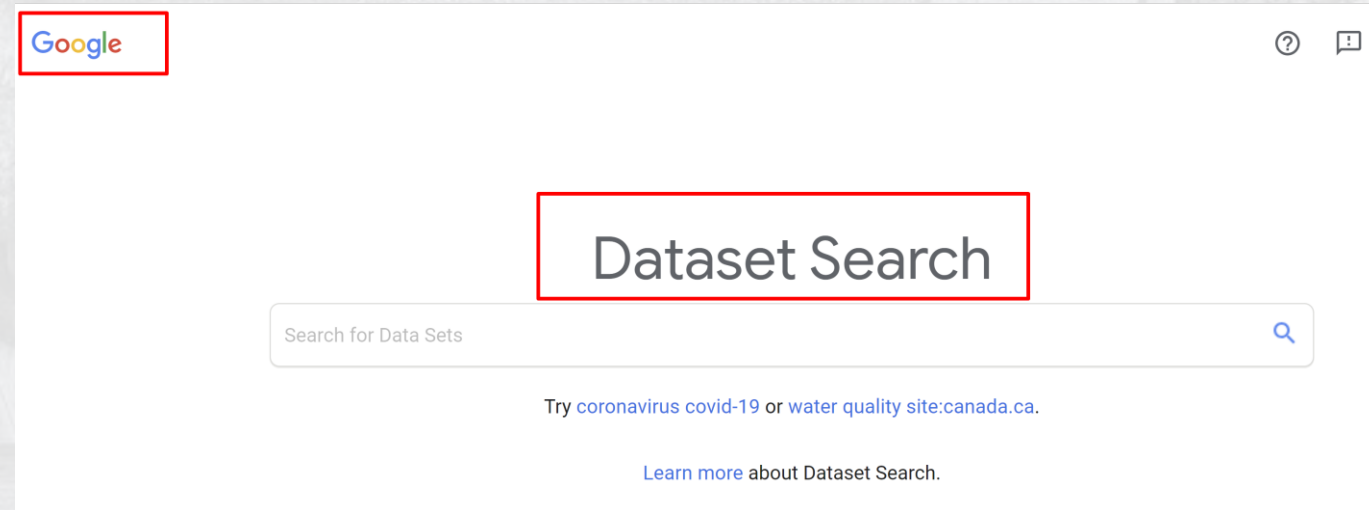 Google
Dataset Search
Search for Data Sets
Try coronavirus covid-19 or water quality site:canada.ca.
Learn more about Dataset Search.